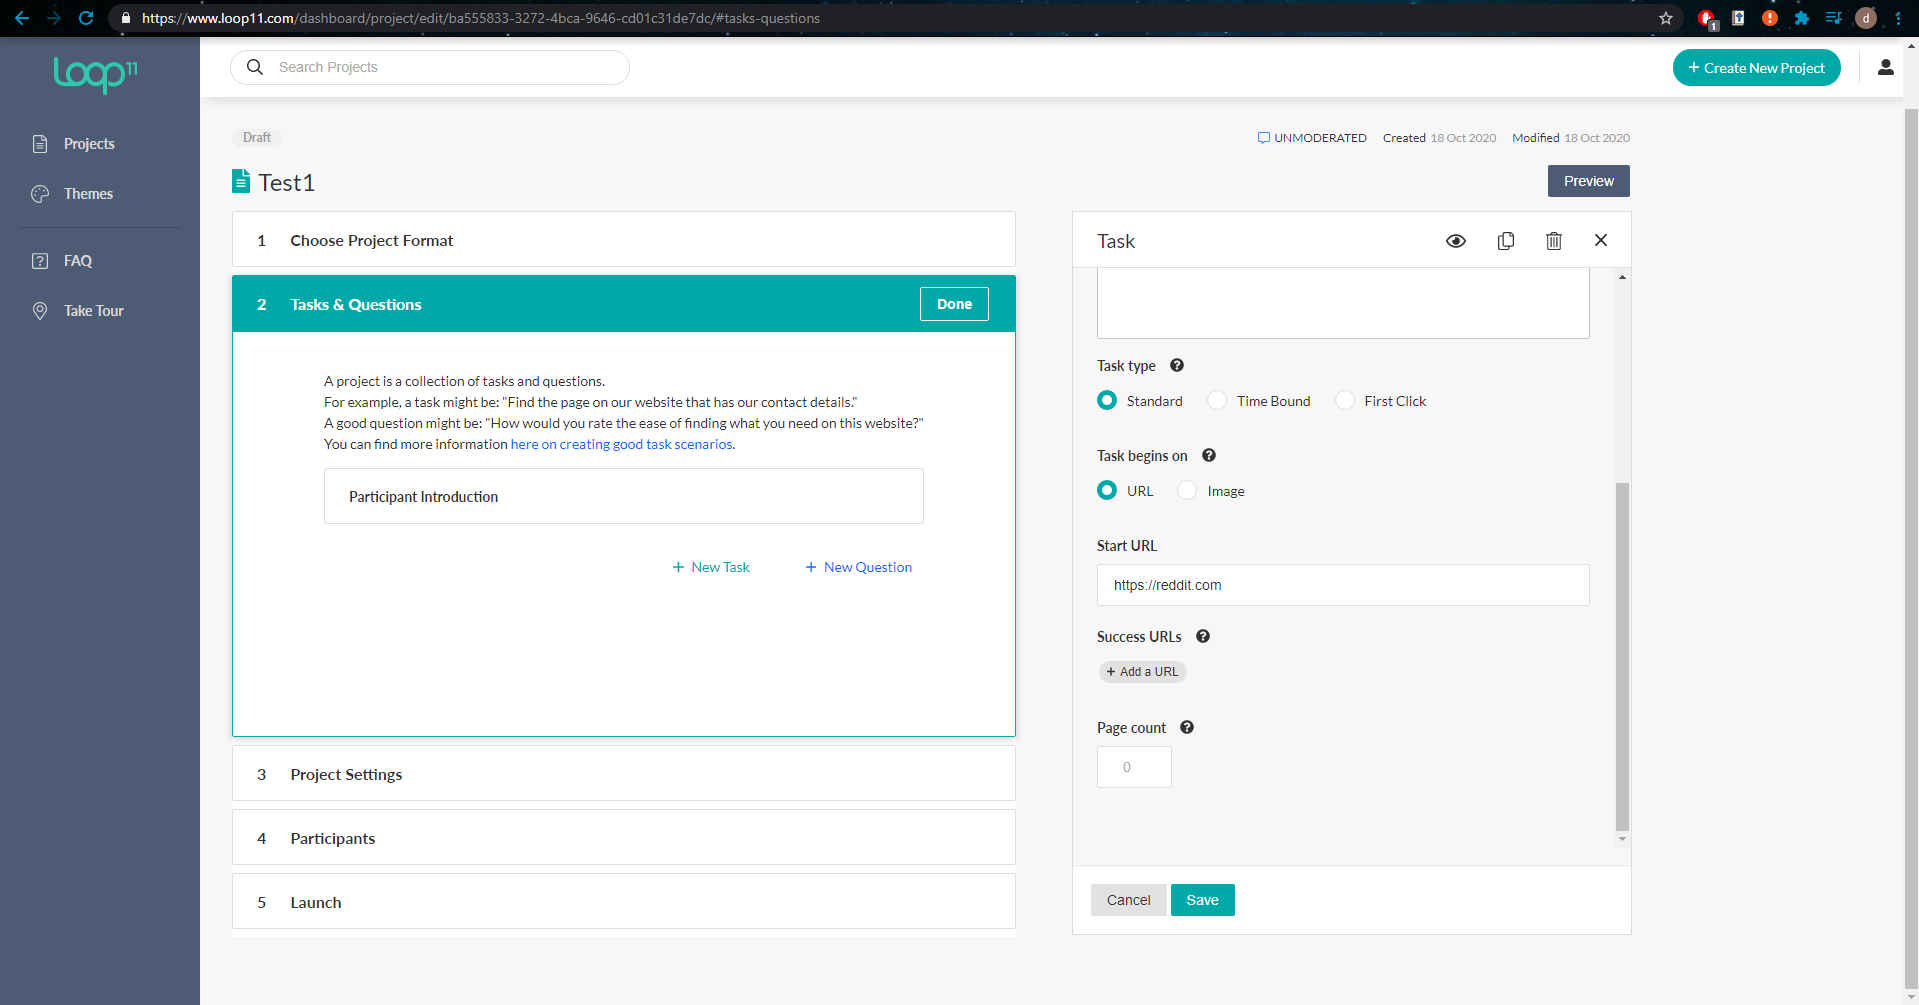 https://www.loop11.com/dashboard/project/edit/ba555833-3272-4bca-9646-cd01c31de7dc/#tasks-questions
1
d
Loop11
Search Projects
+ Create New Project
Projects
Themes
FAQ
Take Tour
Draft
UNMODERATED Created 18 Oct 2020 Modified 18 Oct 2020
Test1
Preview
1 Choose Project Format
2 Tasks & Questions
Done
A project is a collection of tasks and questions.
For example, a task might be: "Find the page on our website that has our contact details."
A good question might be: "How would you rate the ease of finding what you need on this website?"
You can find more information here on creating good task scenarios.
Participant Introduction
+ New Task
+ New Question
3 Project Settings
4 Participants
5 Launch
Task
Task type
Standard Time Bound First Click
Task begins on
URL Image
Start URL
https://reddit.com
Success URLs
+ Add a URL
Page count
0
Cancel Save